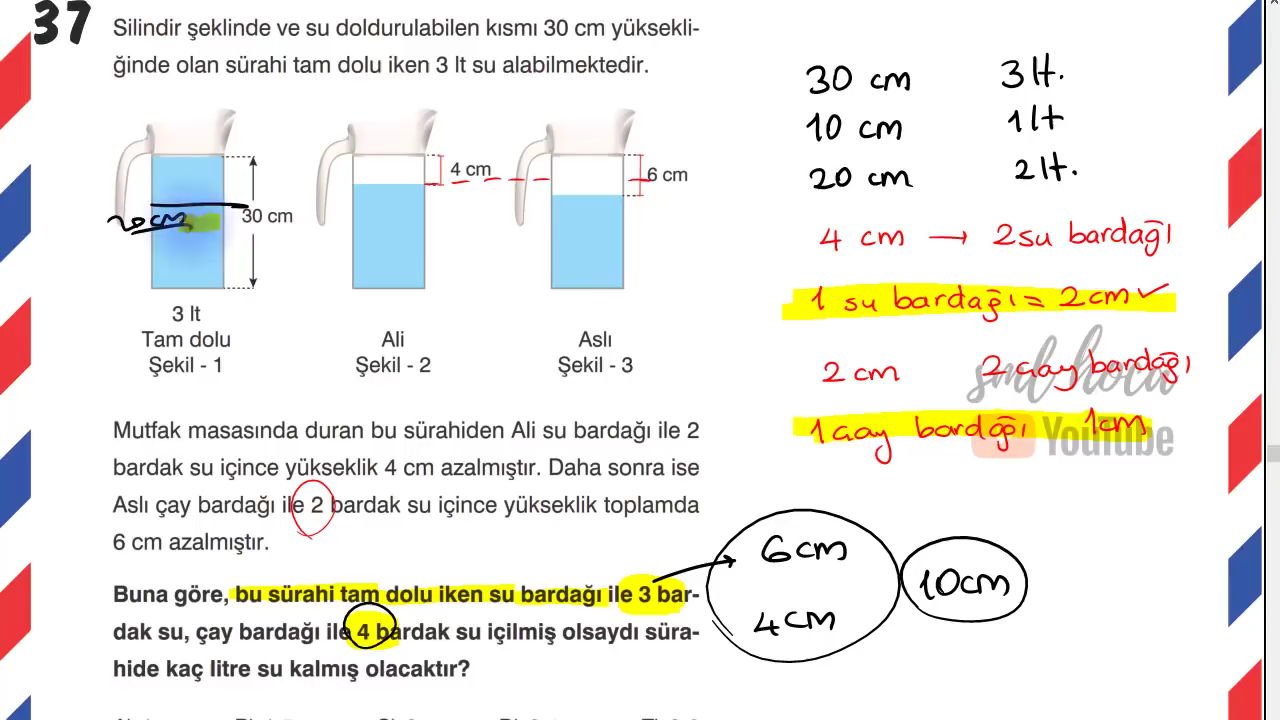 37
Silindir şeklinde ve su doldurulabilen kısmı 30 cm yüksekli-
ğinde olan sürahi tam dolu iken 3 lt su alabilmektedir.
4 cm
6 cm
20cm
30 cm
3 lt
Tam dolu
Şekil - 1
Ali
Şekil - 2
Aslı
Şekil - 3
Mutfak masasında duran bu sürahiden Ali su bardağı ile 2
bardak su içince yükseklik 4 cm azalmıştır. Daha sonra ise
Aslı çay bardağı ile 2 bardak su içince yükseklik toplamda
6 cm azalmıştır.
Buna göre, bu sürahi tam dolu iken su bardağı ile 3 bar-
dak su, çay bardağı ile 4 bardak su içilmiş olsaydı süra-
hide kaç litre su kalmış olacaktır?
30 cm 3 lt.
10 cm 1 lt
20 cm 2 lt.
4 cm → 2 su bardağı
1 su bardağı = 2 cm ✓
2 cm 2 çay bardağı
1 çay bardağı 1cm
sml hoca
YouTube
6 cm
4 cm
10cm